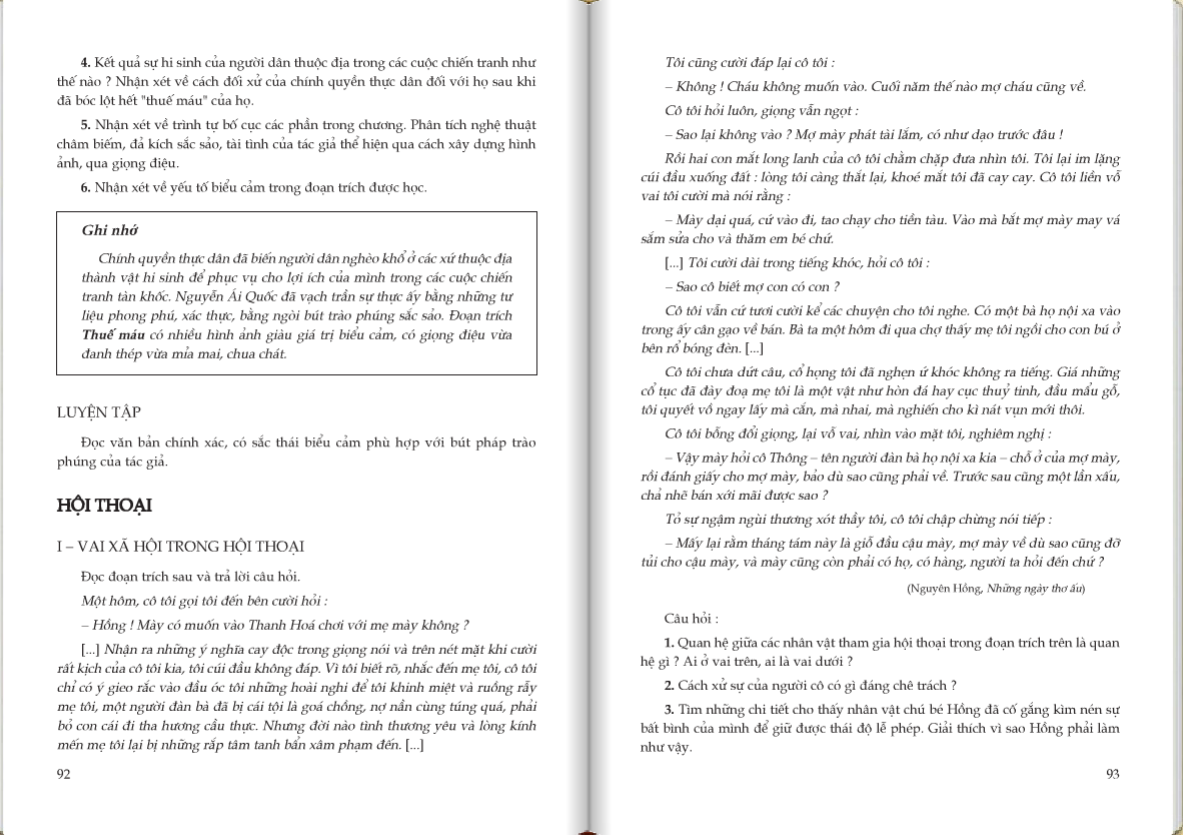 4. Kết quả sự hi sinh của người dân thuộc địa trong các cuộc chiến tranh như
thế nào ? Nhận xét về cách đối xử của chính quyền thực dân đối với họ sau khi
đã bóc lột hết "thuế máu" của họ.
5. Nhận xét về trình tự bố cục các phần trong chương. Phân tích nghệ thuật
châm biếm, đả kích sắc sảo, tài tình của tác giả thể hiện qua cách xây dựng hình
ảnh, qua giọng điệu.
6. Nhận xét về yếu tố biểu cảm trong đoạn trích được học.
Ghi nhớ
Chính quyền thực dân đã biến người dân nghèo khổ ở các xứ thuộc địa
thành vật hi sinh để phục vụ cho lợi ích của mình trong các cuộc chiến
tranh tàn khốc. Nguyễn Ái Quốc đã vạch trần sự thực ấy bằng những tư
liệu phong phú, xác thực, bằng ngòi bút trào phúng sắc sảo. Đoạn trích
Thuế máu có nhiều hình ảnh giàu giá trị biểu cảm, có giọng điệu vừa
đanh thép vừa mỉa mai, chua chát.
LUYỆN TẬP
Đọc văn bản chính xác, có sắc thái biểu cảm phù hợp với bút pháp trào
phúng của tác giả.
HỘI THOẠI
I – VAI XÃ HỘI TRONG HỘI THOẠI
Đọc đoạn trích sau và trả lời câu hỏi.
Một hôm, cô tôi gọi tôi đến bên cười hỏi :
– Hồng ! Mày có muốn vào Thanh Hoá chơi với mẹ mày không ?
[...] Nhận ra những ý nghĩa cay độc trong giọng nói và trên nét mặt khi cười
rất kịch của cô tôi kia, tôi cúi đầu không đáp. Vì tôi biết rõ, nhắc đến mẹ tôi, cô tôi
chỉ có ý gieo rắc vào đầu óc tôi những hoài nghi để tôi khinh miệt và ruồng rẫy
mẹ tôi, một người đàn bà đã bị cái tội là goá chồng, nợ nần cùng túng quá, phải
bỏ con cái đi tha hương cầu thực. Nhưng đời nào tình thương yêu và lòng kính
mến mẹ tôi lại bị những rắp tâm tanh bẩn xâm phạm đến. [...]
92
Tôi cũng cười đáp lại cô tôi :
– Không ! Cháu không muốn vào. Cuối năm thế nào mợ cháu cũng về.
Cô tôi hỏi luôn, giọng vẫn ngọt :
– Sao lại không vào ? Mợ mày phát tài lắm, có như dạo trước đâu !
Rồi hai con mắt long lanh của cô tôi chằm chặp đưa nhìn tôi. Tôi lại im lặng
cúi đầu xuống đất : lòng tôi càng thắt lại, khoé mắt tôi đã cay cay. Cô tôi liền vỗ
vai tôi cười mà nói rằng :
– Mày dại quá, cứ vào đi, tao chạy cho tiền tàu. Vào mà bắt mợ mày may vá
sắm sửa cho và thăm em bé chứ.
[...] Tôi cười dài trong tiếng khóc, hỏi cô tôi :
– Sao cô biết mợ con có con ?
Cô tôi vẫn cứ tươi cười kể các chuyện cho tôi nghe. Có một bà họ nội xa vào
trong ấy cân gạo về bán. Bà ta một hôm đi qua chợ thấy mẹ tôi ngồi cho con bú ở
bên rổ bóng đèn. [...]
Cô tôi chưa dứt câu, cổ họng tôi đã nghẹn ứ khóc không ra tiếng. Giá những
cổ tục đã đày đoạ mẹ tôi là một vật như hòn đá hay cục thuỷ tinh, đầu mẩu gỗ,
tôi quyết vồ ngay lấy mà cắn, mà nhai, mà nghiến cho kì nát vụn mới thôi.
Cô tôi bỗng đổi giọng, lại vỗ vai, nhìn vào mặt tôi, nghiêm nghị :
– Vậy mày hỏi cô Thông – tên người đàn bà họ nội xa kia – chỗ ở của mợ mày,
rồi đánh giấy cho mợ mày, bảo dù sao cũng phải về. Trước sau cũng một lần xấu,
chả nhẽ bán xới mãi được sao ?
Tỏ sự ngậm ngùi thương xót thầy tôi, cô tôi chập chừng nói tiếp :
– Mấy lại rằm tháng tám này là giỗ đầu cậu mày, mợ mày về dù sao cũng đỡ
tủi cho cậu mày, và mày cũng còn phải có họ, có hàng, người ta hỏi đến chứ ?
(Nguyên Hồng, Những ngày thơ ấu)
Câu hỏi :
1. Quan hệ giữa các nhân vật tham gia hội thoại trong đoạn trích trên là quan
hệ gì ? Ai ở vai trên, ai là vai dưới ?
2. Cách xử sự của người cô có gì đáng chê trách ?
3. Tìm những chi tiết cho thấy nhân vật chú bé Hồng đã cố gắng kìm nén sự
bất bình của mình để giữ được thái độ lễ phép. Giải thích vì sao Hồng phải làm
như vậy.
93